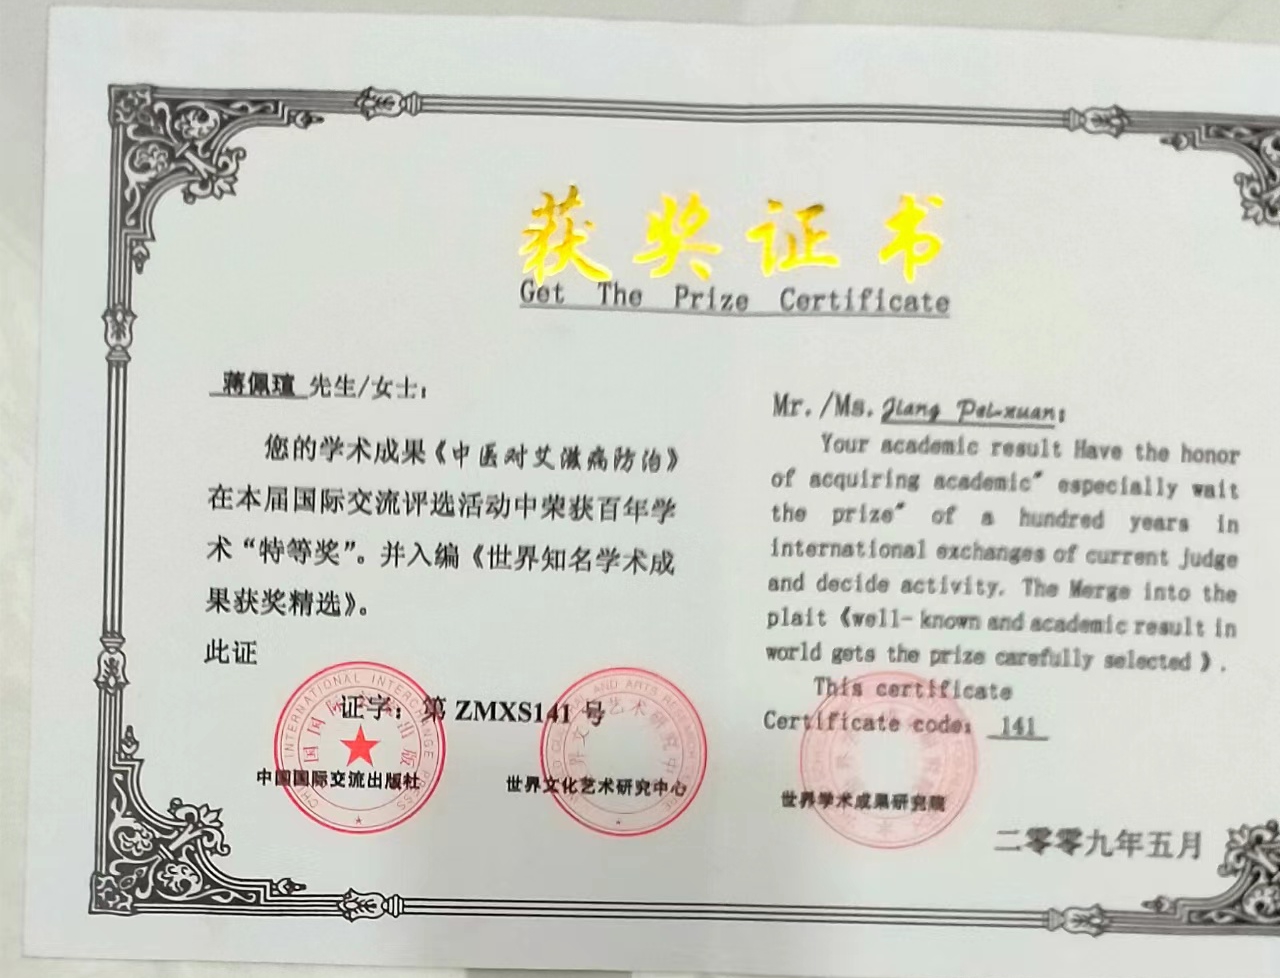 获奖证书
Get The Prize Certificate
蒋佩瑄 先生/女士：
您的学术成果《中医对艾滋病防治》
在本届国际交流评选活动中荣获百年学
术“特等奖”。并入编《世界知名学术成
果获奖精选》。
此证
证字：第 ZMXS141 号
中国国际交流出版社
世界文化艺术研究中心
Mr. /Ms. Jiang Pei-xuan:
Your academic result Have the honor
of acquiring academic" especially wait
the prize" of a hundred years in
international exchanges of current judge
and decide activity. The Merge into the
plait《well- known and academic result in
world gets the prize carefully selected 》.
This certificate
Certificate code: 141
世界学术成果研究院
二零零九年五月